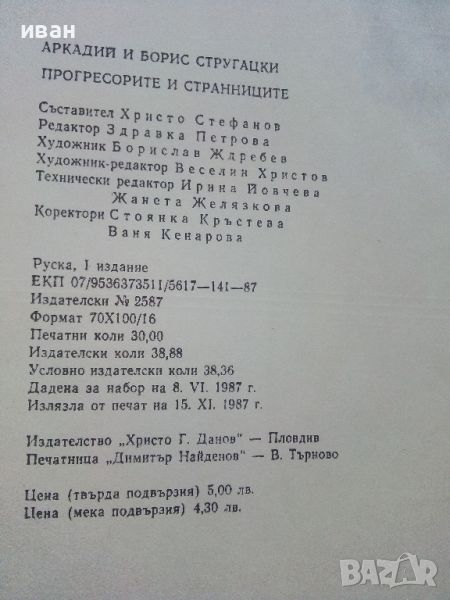 иван
АРКАДИЙ И БОРИС СТРУГАЦКИ
ПРОГРЕСОРИТЕ И СТРАННИЦИТЕ
Съставител Христо Стефанов
Редактор Здравка Петрова
Художник Борислав Ждребев
Художник-редактор Веселин Христов
Технически редактор Ирина Йовчева
Жанета Желязкова
Коректори Стоянка Кръстева
Ваня Кенарова
Руска, I издание
ЕКП 07/9536373511/5617—141—87
Издателски № 2587
Формат 70X100/16
Печатни коли 30,00
Издателски коли 38,88
Условно издателски коли 38,36
Дадена за набор на 8. VI. 1987 г.
Излязла от печат на 15. XI. 1987 г.
Издателство „Христо Г. Данов“ — Пловдив
Печатница „Димитър Найденов“ — В. Търново
Цена (твърда подвързия) 5,00 лв.
Цена (мека подвързия) 4,30 лв.
BAZAR